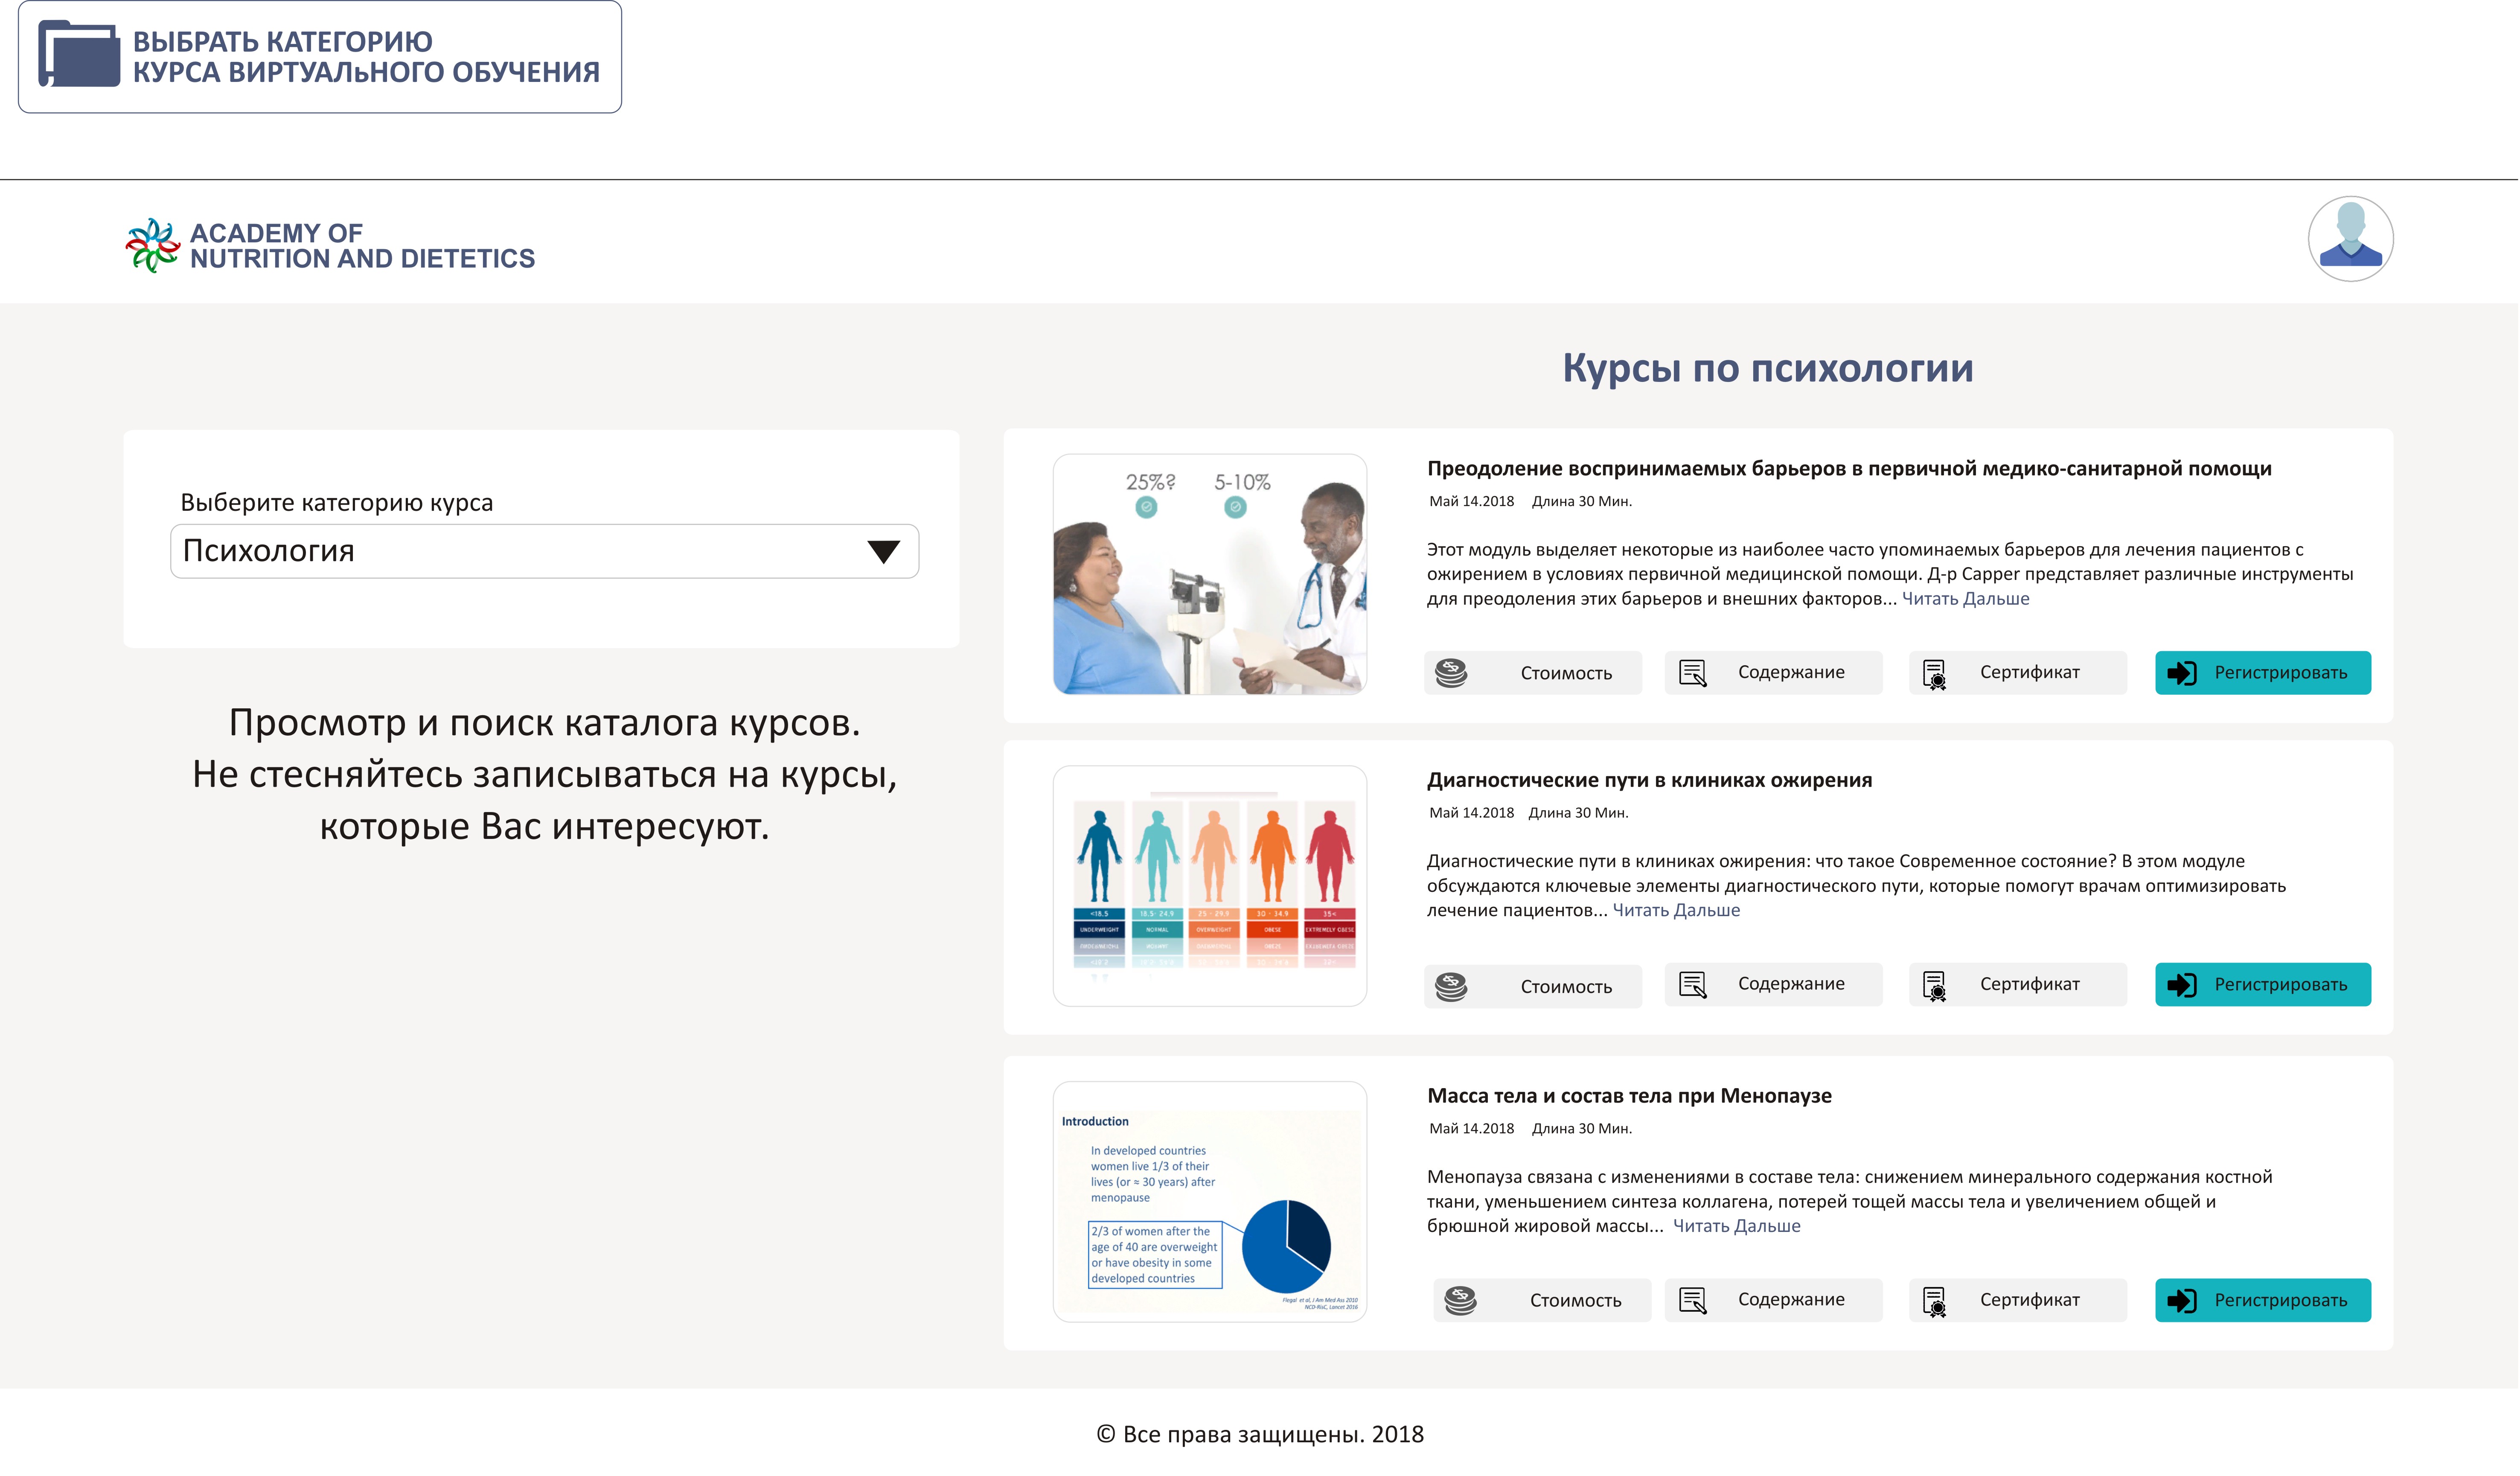 ВЫБРАТЬ КАТЕГОРИЮ
КУРСА ВИРТУАЛьНОГО ОБУЧЕНИЯ
ACADEMY OF
NUTRITION AND DIETETICS
Курсы по психологии
Выберите категорию курса
Психология
Просмотр и поиск каталога курсов.
Не стесняйтесь записываться на курсы,
которые Вас интересуют.
25%? 5-10%
Преодоление воспринимаемых барьеров в первичной медико-санитарной помощи
Май 14.2018 Длина 30 Мин.
Этот модуль выделяет некоторые из наиболее часто упоминаемых барьеров для лечения пациентов с
ожирением в условиях первичной медицинской помощи. Д-р Capper представляет различные инструменты
для преодоления этих барьеров и внешних факторов... Читать Дальше
Стоимость Содержание Сертификат Регистрировать
<18.5 18.5- 24.9 25 - 29.9 30 - 34.9 35<
UNDERWEIGHT NORMAL OVERWEIGHT OBESE EXTREMELY OBESE
Диагностические пути в клиниках ожирения
Май 14.2018 Длина 30 Мин.
Диагностические пути в клиниках ожирения: что такое Современное состояние? В этом модуле
обсуждаются ключевые элементы диагностического пути, которые помогут врачам оптимизировать
лечение пациентов... Читать Дальше
Стоимость Содержание Сертификат Регистрировать
Introduction
In developed countries
women live 1/3 of their
lives (or ≈ 30 years) after
menopause
2/3 of women after the
age of 40 are overweight
or have obesity in some
developed countries
Flegal et al, J Am Med Ass 2010
NCD-RisC, Lancet 2016
Масса тела и состав тела при Менопаузе
Май 14.2018 Длина 30 Мин.
Менопауза связана с изменениями в составе тела: снижением минерального содержания костной
ткани, уменьшением синтеза коллагена, потерей тощей массы тела и увеличением общей и
брюшной жировой массы... Читать Дальше
Стоимость Содержание Сертификат Регистрировать
© Все права защищены. 2018